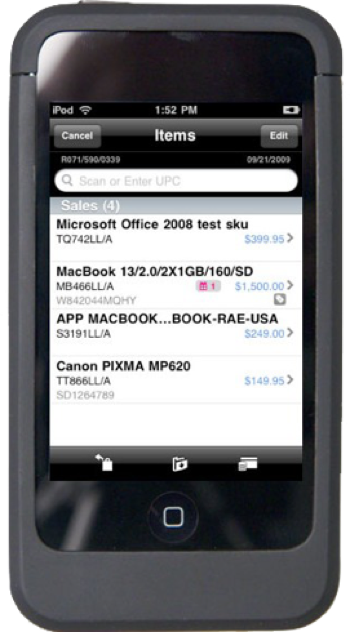 iPod 1:52 PM
Cancel Items Edit
R071/590/0339 09/21/2009
Scan or Enter UPC
Sales (4)
Microsoft Office 2008 test sku
TQ742LL/A $399.95
MacBook 13/2.0/2X1GB/160/SD
MB466LL/A 1 $1,500.00
W842044MQHY
APP MACBOOK...BOOK-RAE-USA
S3191LL/A $249.00
Canon PIXMA MP620
TT866LL/A $149.95
SD1264789